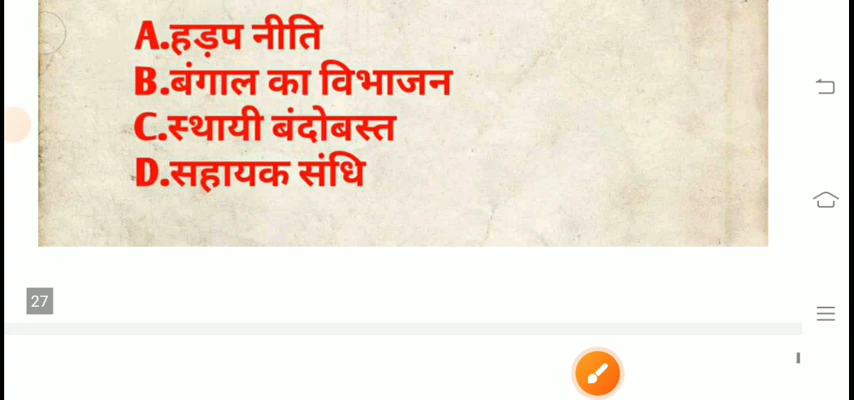 A.हड़प नीति
B.बंगाल का विभाजन
C.स्थायी बंदोबस्त
D.सहायक संधि
27